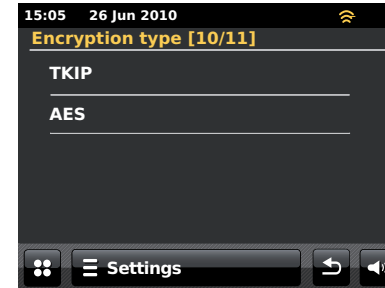 15:05 26 Jun 2010
Encryption type [10/11]
TKIP
AES
Settings